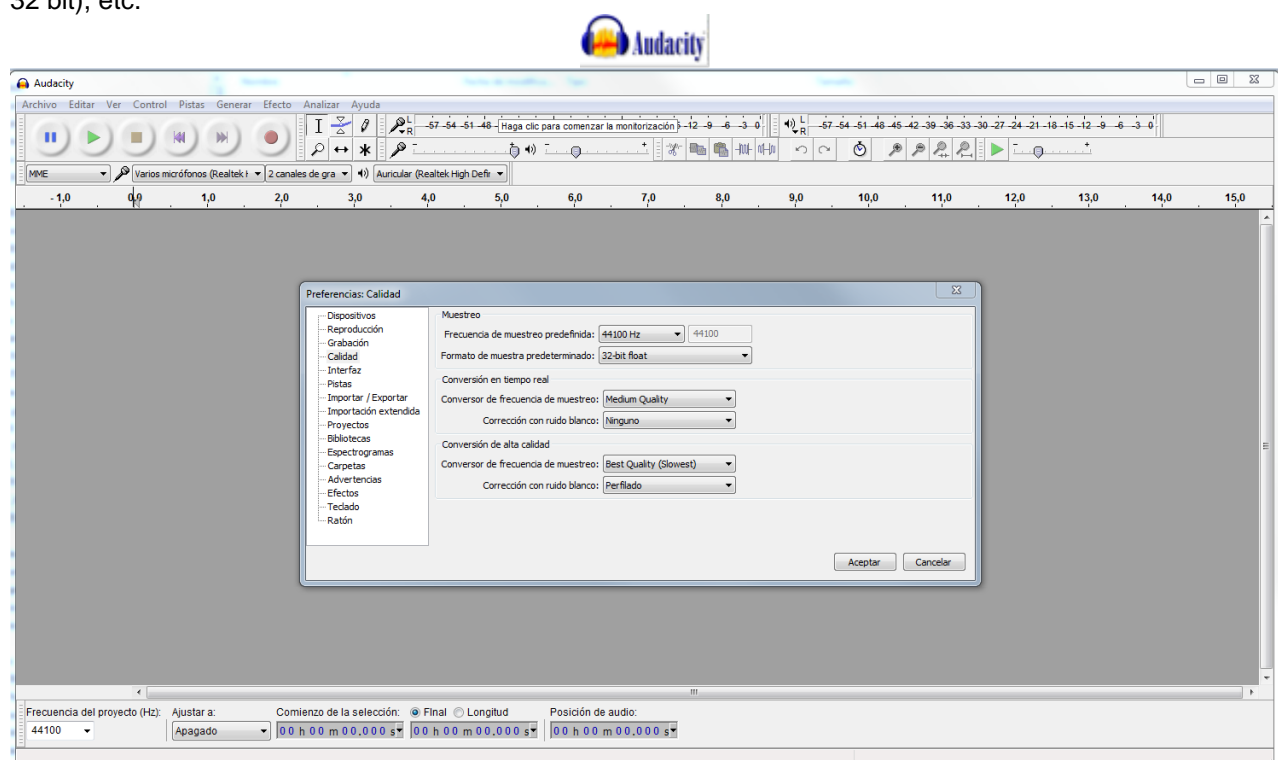 32 bit), etc.
Audacity
Audacity
Archivo Editar Ver Control Pistas Generar Efecto Analizar Ayuda
L -57 -54 -51 -48 Haga clic para comenzar la monitorización -12 -9 -6 -3 0 L -57 -54 -51 -48 -45 -42 -39 -36 -33 -30 -27 -24 -21 -18 -15 -12 -9 -6 -3 0
R R
MME Varios micrófonos (Realtek 2 canales de gra Auricular (Realtek High Defi
- 1,0 0,0 1,0 2,0 3,0 4,0 5,0 6,0 7,0 8,0 9,0 10,0 11,0 12,0 13,0 14,0 15,0
Preferencias: Calidad
Dispositivos
Reproducción
Grabación
Calidad
Interfaz
Pistas
Importar / Exportar
Importación extendida
Proyectos
Bibliotecas
Espectrogramas
Carpetas
Advertencias
Efectos
Teclado
Ratón
Muestreo
Frecuencia de muestreo predefinida: 44100 Hz 44100
Formato de muestra predeterminado: 32-bit float
Conversión en tiempo real
Conversor de frecuencia de muestreo: Medium Quality
Corrección con ruido blanco: Ninguno
Conversión de alta calidad
Conversor de frecuencia de muestreo: Best Quality (Slowest)
Corrección con ruido blanco: Perfilado
Aceptar Cancelar
Frecuencia del proyecto (Hz): Ajustar a: Comienzo de la selección: Final Longitud Posición de audio:
44100 Apagado 00 h 00 m 00.000 s 00 h 00 m 00.000 s 00 h 00 m 00.000 s